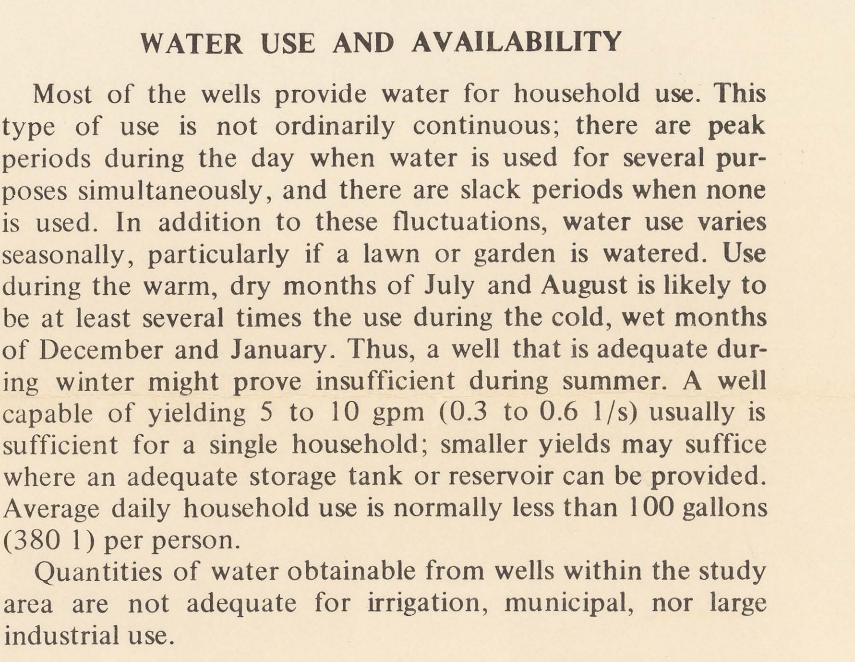 WATER USE AND AVAILABILITY
Most of the wells provide water for household use. This
type of use is not ordinarily continuous; there are peak
periods during the day when water is used for several pur-
poses simultaneously, and there are slack periods when none
is used. In addition to these fluctuations, water use varies
seasonally, particularly if a lawn or garden is watered. Use
during the warm, dry months of July and August is likely to
be at least several times the use during the cold, wet months
of December and January. Thus, a well that is adequate dur-
ing winter might prove insufficient during summer. A well
capable of yielding 5 to 10 gpm (0.3 to 0.6 l/s) usually is
sufficient for a single household; smaller yields may suffice
where an adequate storage tank or reservoir can be provided.
Average daily household use is normally less than 100 gallons
(380 l) per person.
Quantities of water obtainable from wells within the study
area are not adequate for irrigation, municipal, nor large
industrial use.